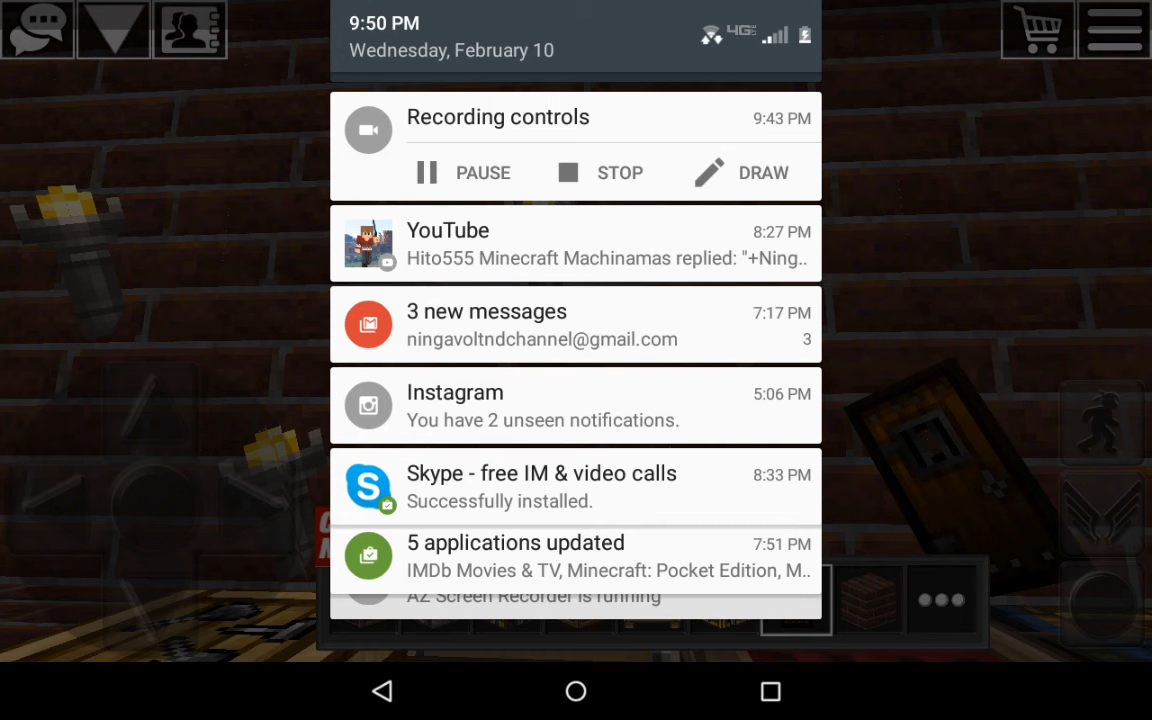 9:50 PM
Wednesday, February 10
4G
Recording controls
9:43 PM
PAUSE
STOP
DRAW
YouTube
8:27 PM
Hito555 Minecraft Machinamas replied: "+Ning..
3 new messages
7:17 PM
ningavoltndchannel@gmail.com
3
Instagram
5:06 PM
You have 2 unseen notifications.
Skype - free IM & video calls
8:33 PM
Successfully installed.
5 applications updated
7:51 PM
IMDb Movies & TV, Minecraft: Pocket Edition, M..
AZ Screen Recorder is running